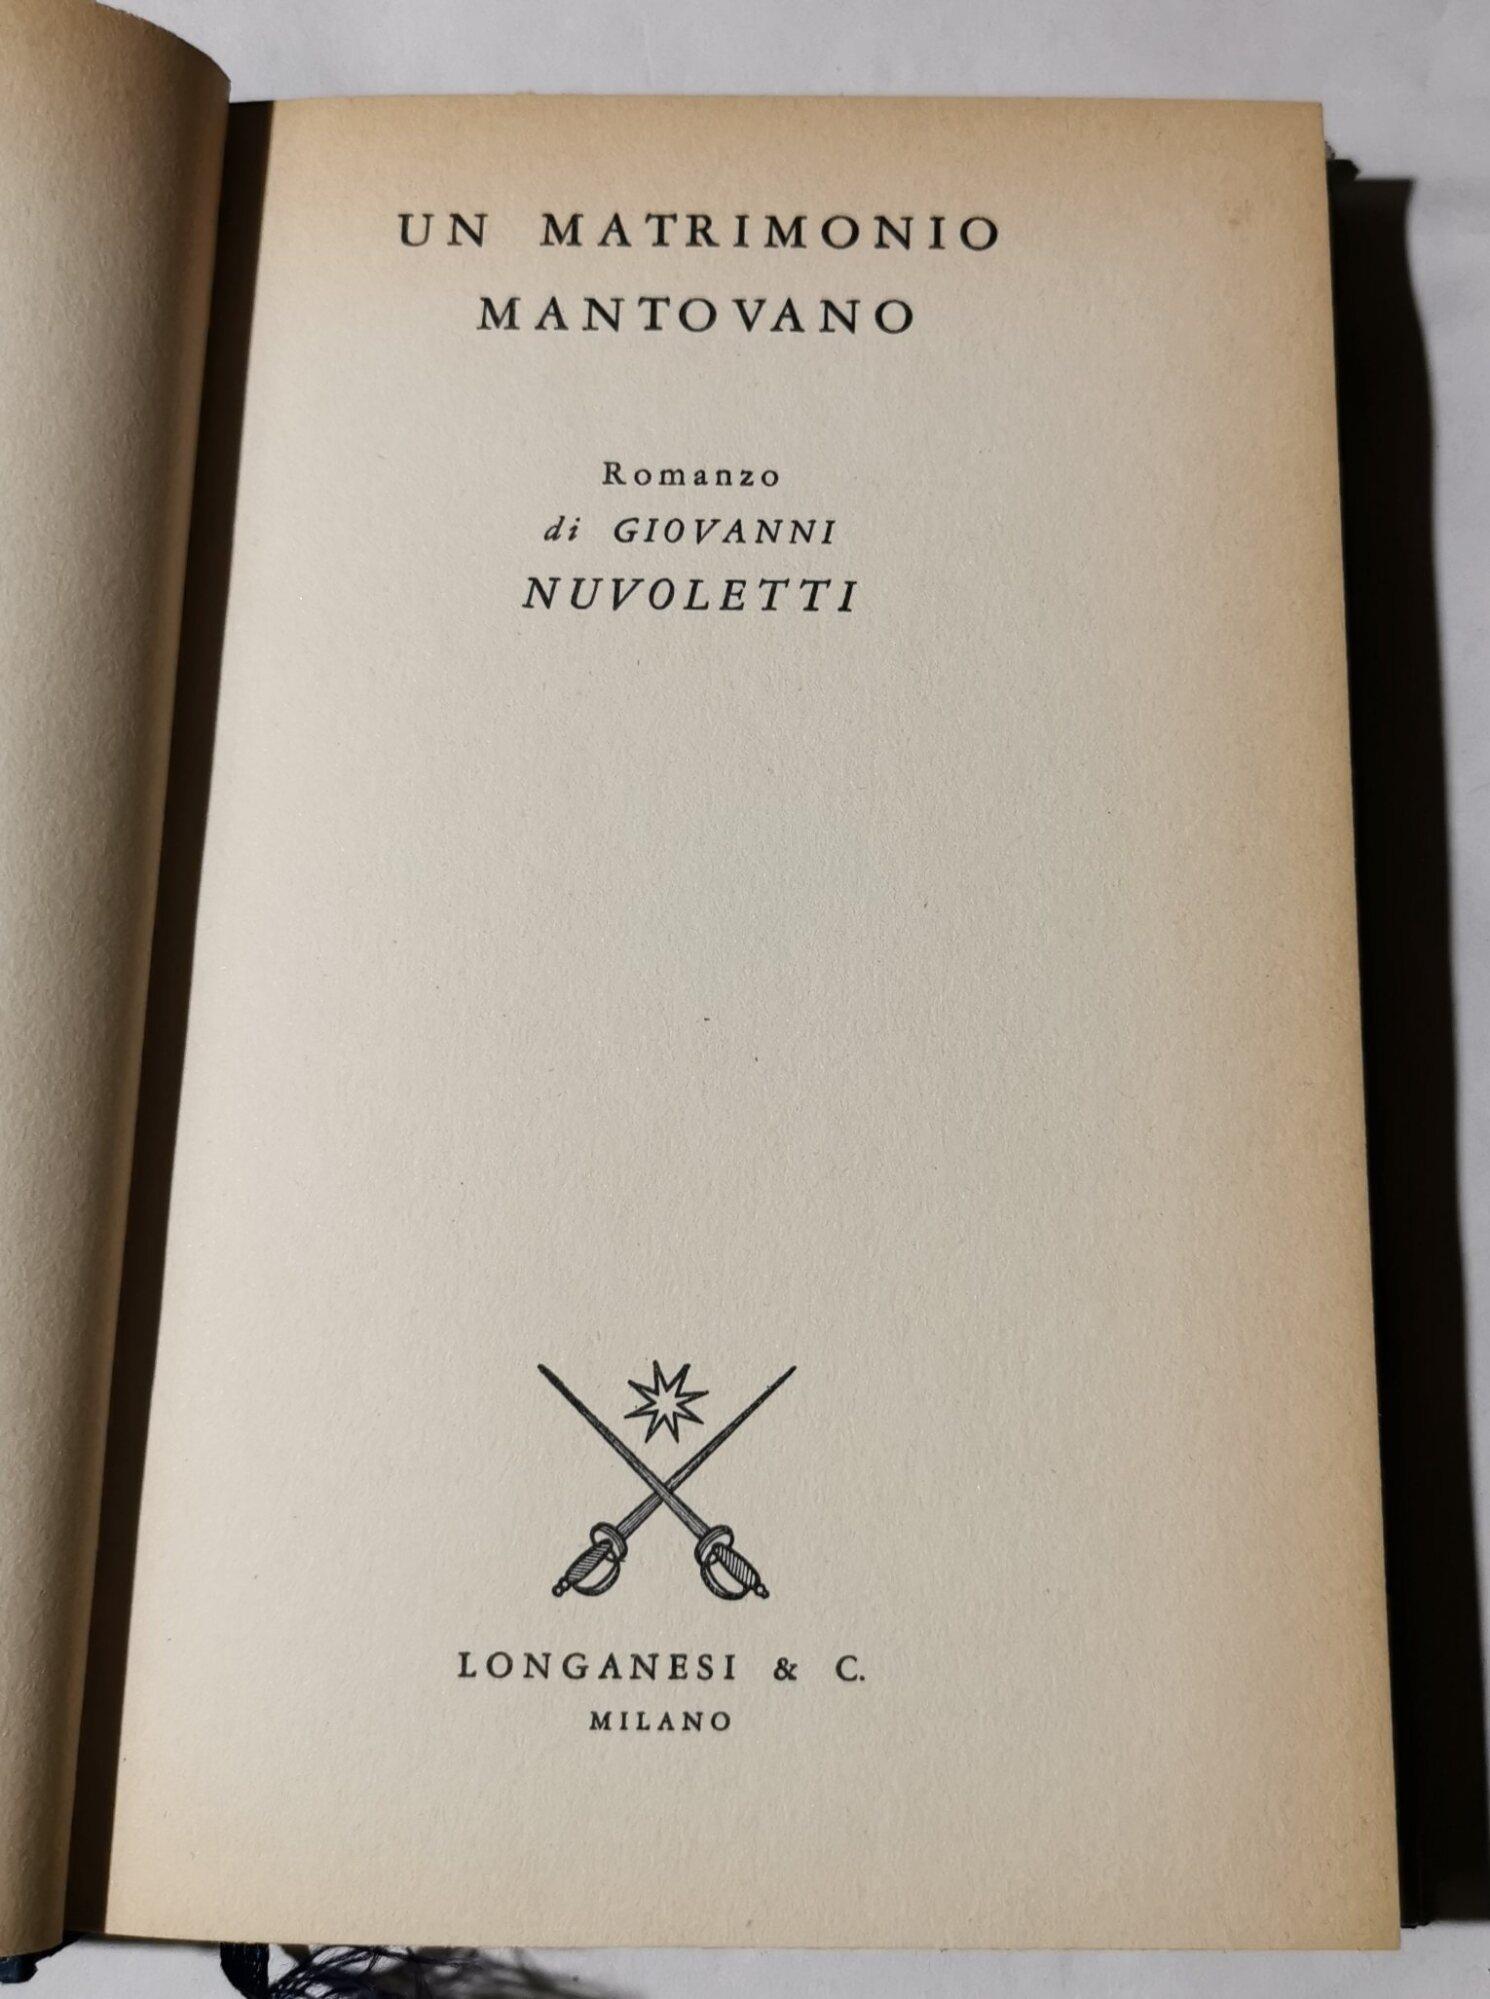 UN MATRIMONIO
MANTOVANO
Romanzo
di GIOVANNI
NUVOLETTI
LONGANESI & C.
MILANO